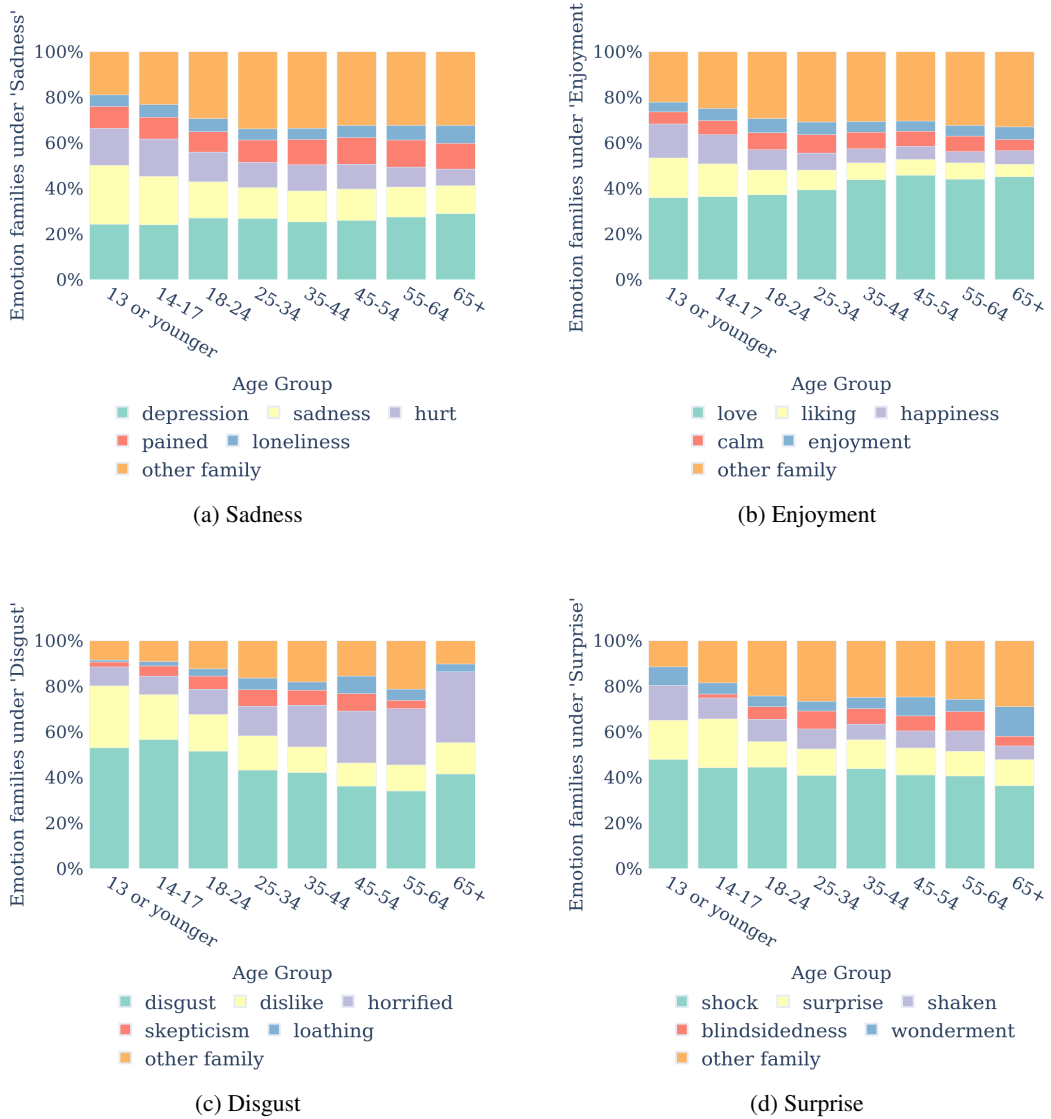 Emotion families under 'Sadness'
100%
80%
60%
40%
20%
0%
13 or younger
14-17
18-24
25-34
35-44
45-54
55-64
65+
Age Group
depression sadness hurt
pained loneliness
other family
(a) Sadness
Emotion families under 'Enjoyment
100%
80%
60%
40%
20%
0%
13 or younger
14-17
18-24
25-34
35-44
45-54
55-64
65+
Age Group
love liking happiness
calm enjoyment
other family
(b) Enjoyment
Emotion families under 'Disgust'
100%
80%
60%
40%
20%
0%
13 or younger
14-17
18-24
25-34
35-44
45-54
55-64
65+
Age Group
disgust dislike horrified
skepticism loathing
other family
(c) Disgust
Emotion families under 'Surprise'
100%
80%
60%
40%
20%
0%
13 or younger
14-17
18-24
25-34
35-44
45-54
55-64
65+
Age Group
shock surprise shaken
blindsidedness wonderment
other family
(d) Surprise